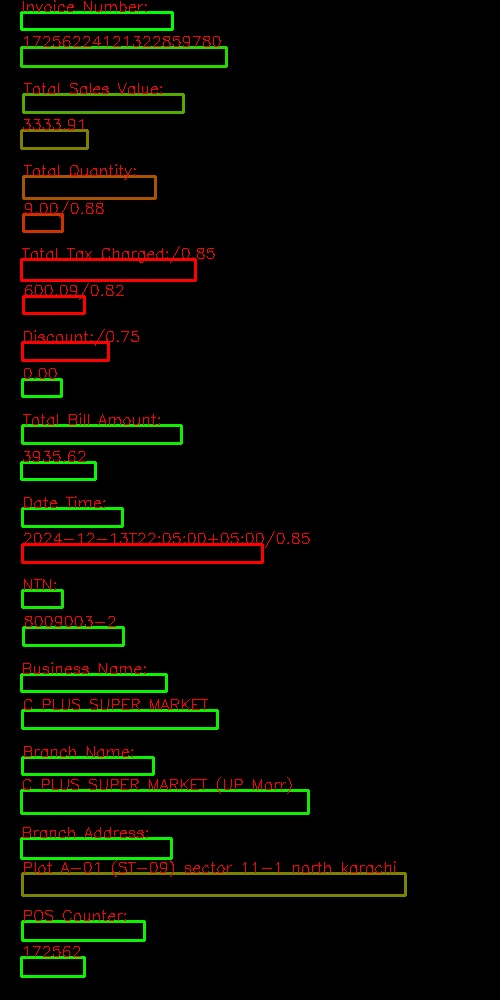 Invoice Number:
17256224121322859780
Total Sales Value:
3333.91
Total Quantity:
9.00/0.88
Total Tax Charged:/0.85
600.09/0.82
Discount:/0.75
0.00
Total Bill Amount:
3935.62
Date Time:
2024-12-13T22:05:00+05:00/0.85
NTN:
8009003-2
Business Name:
C PLUS SUPER MARKET
Branch Name:
C PLUS SUPER MARKET (UP Morr)
Branch Address:
Plot A-01 (ST-09) sector 11-1 north karachi
POS Counter:
172562